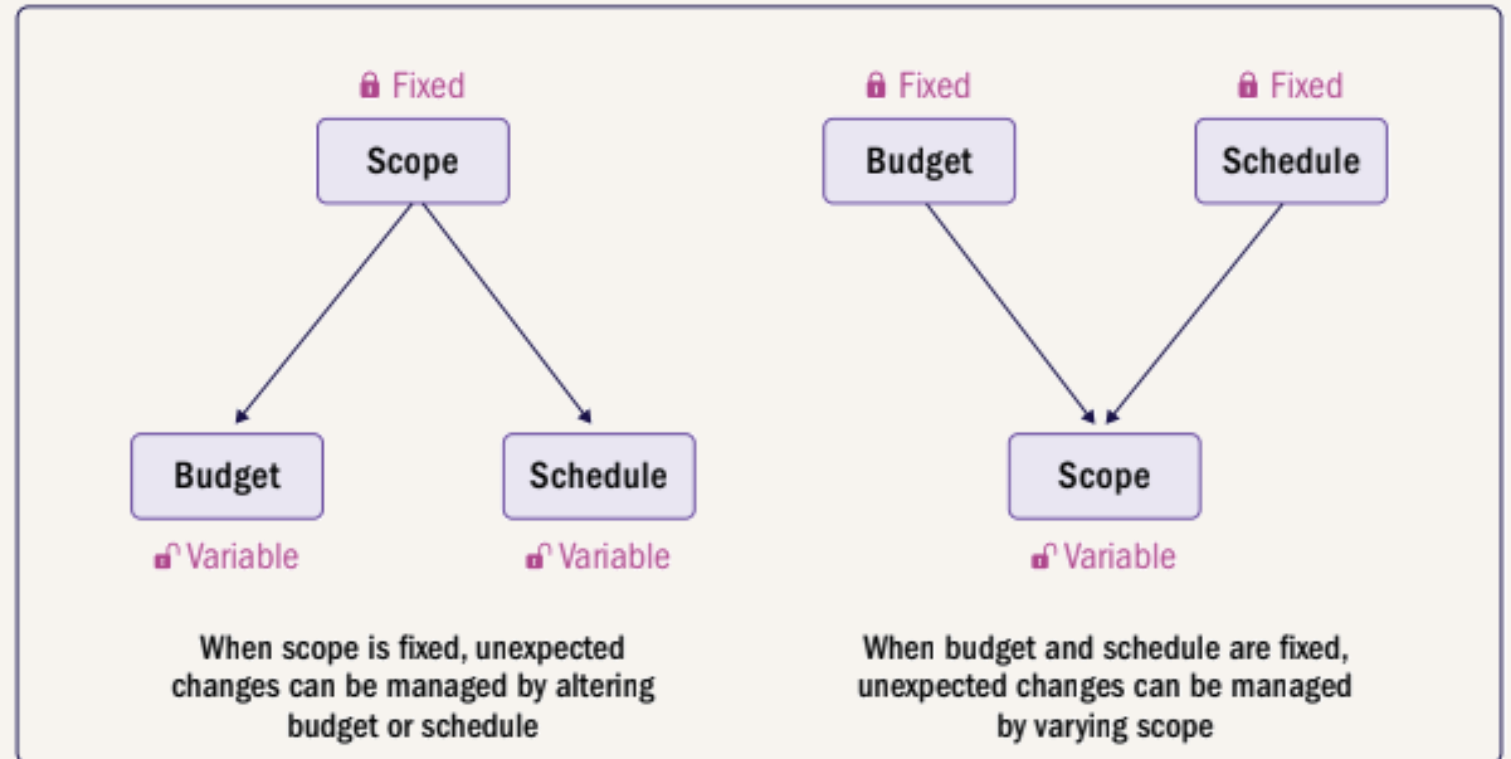 Fixed
Scope
Budget
Schedule
Variable
Variable
When scope is fixed, unexpected
changes can be managed by altering
budget or schedule
Fixed
Fixed
Budget
Schedule
Scope
Variable
When budget and schedule are fixed,
unexpected changes can be managed
by varying scope